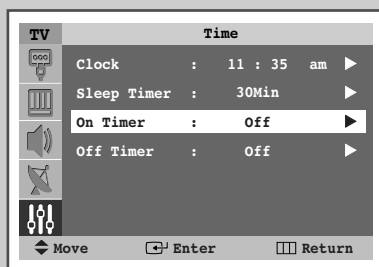 TV Time
Clock : 11 : 35 am
Sleep Timer : 30Min
On Timer : Off
Off Timer : Off
Move Enter Return